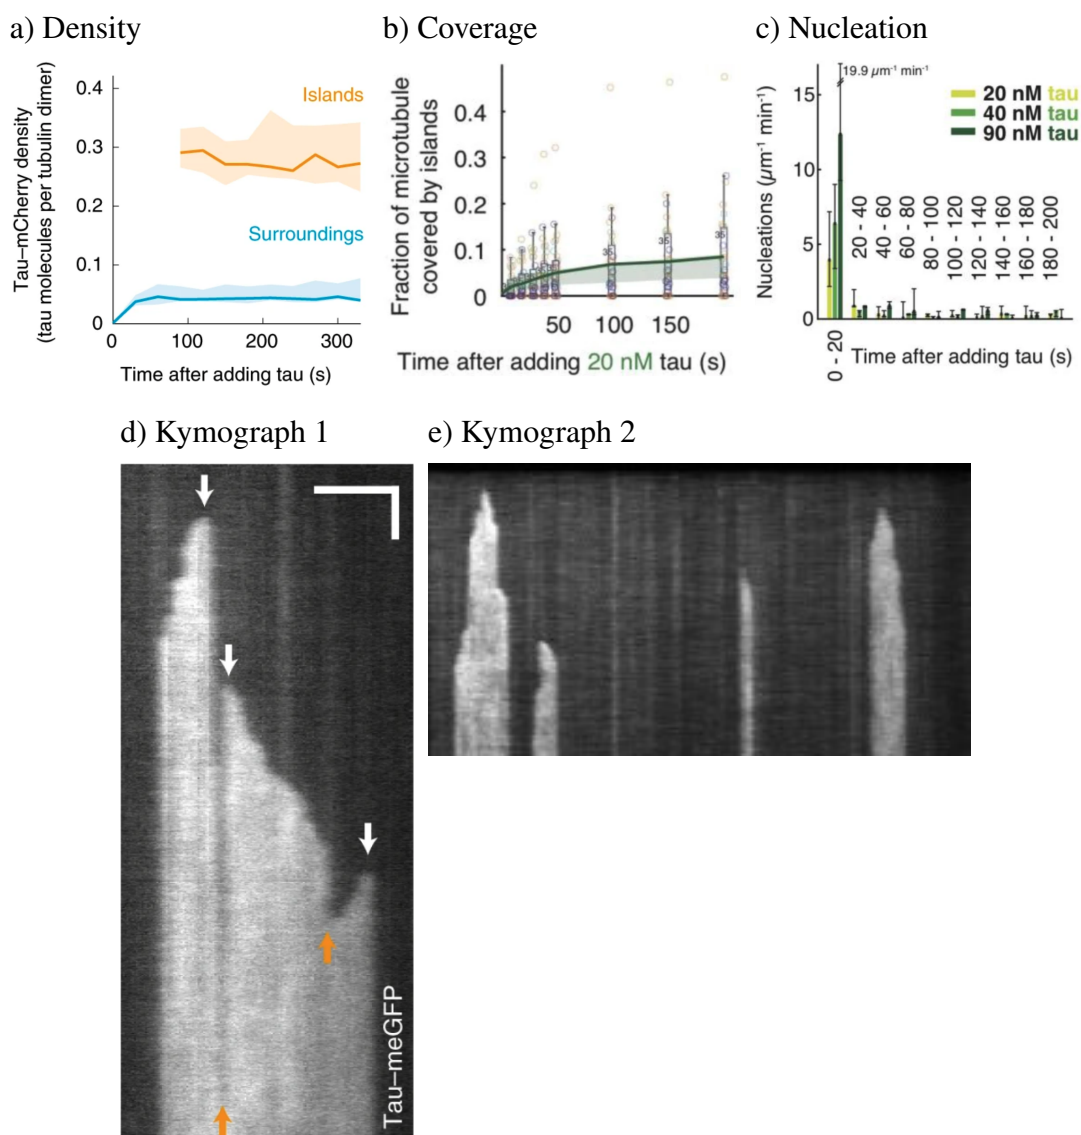 a) Density
Tau–mCherry density
(tau molecules per tubulin dimer)
0.4
0.3
0.2
0.1
0
Islands
Surroundings
100
200
300
Time after adding tau (s)
b) Coverage
Fraction of microtubule
covered by islands
0.5
0.4
0.3
0.2
0.1
0
35
35
35
50
100
150
Time after adding 20 nM tau (s)
c) Nucleation
Nucleations (µm⁻¹ min⁻¹)
15
10
5
0
19.9 µm⁻¹ min⁻¹
20 nM tau
40 nM tau
90 nM tau
0 - 20
20 - 40
40 - 60
60 - 80
80 - 100
100 - 120
120 - 140
140 - 160
160 - 180
180 - 200
Time after adding tau (s)
d) Kymograph 1
Tau–meGFP
e) Kymograph 2